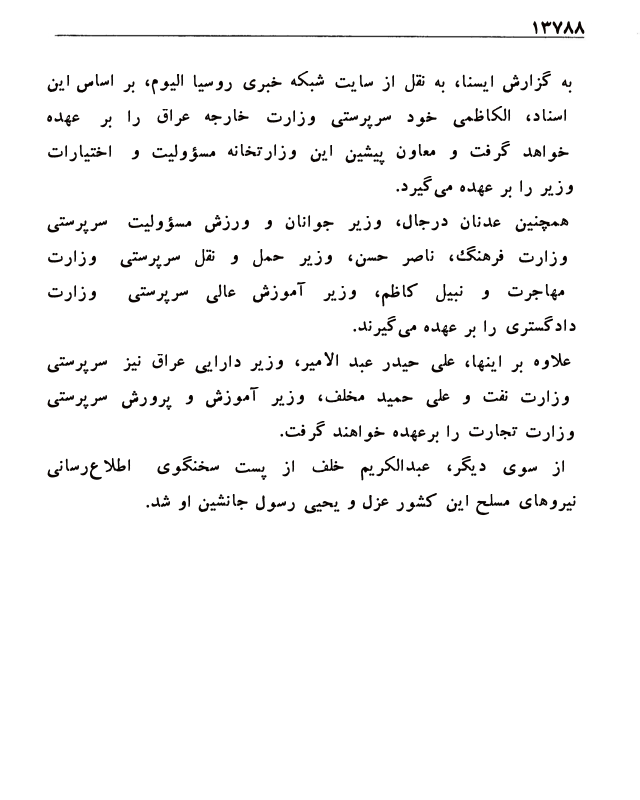 ۱۳۷۸۸
به گزارش ایسنا، به نقل از سایت شبکه خبری روسیا الیوم، بر اساس این
اسناد، الکاظمی خود سرپرستی وزارت خارجه عراق را بر عهده
خواهد گرفت و معاون پیشین این وزارتخانه مسؤولیت و اختیارات
وزیر را بر عهده می‌گیرد.
همچنین عدنان درجال، وزیر جوانان و ورزش مسؤولیت سرپرستی
وزارت فرهنگ، ناصر حسن، وزیر حمل و نقل سرپرستی وزارت
مهاجرت و نبیل کاظم، وزیر آموزش عالی سرپرستی وزارت
دادگستری را بر عهده می‌گیرند.
علاوه بر اینها، علی حیدر عبد الامیر، وزیر دارایی عراق نیز سرپرستی
وزارت نفت و علی حمید مخلف، وزیر آموزش و پرورش سرپرستی
وزارت تجارت را برعهده خواهند گرفت.
از سوی دیگر، عبدالکریم خلف از پست سخنگوی اطلاع‌رسانی
نیروهای مسلح این کشور عزل و یحیی رسول جانشین او شد.